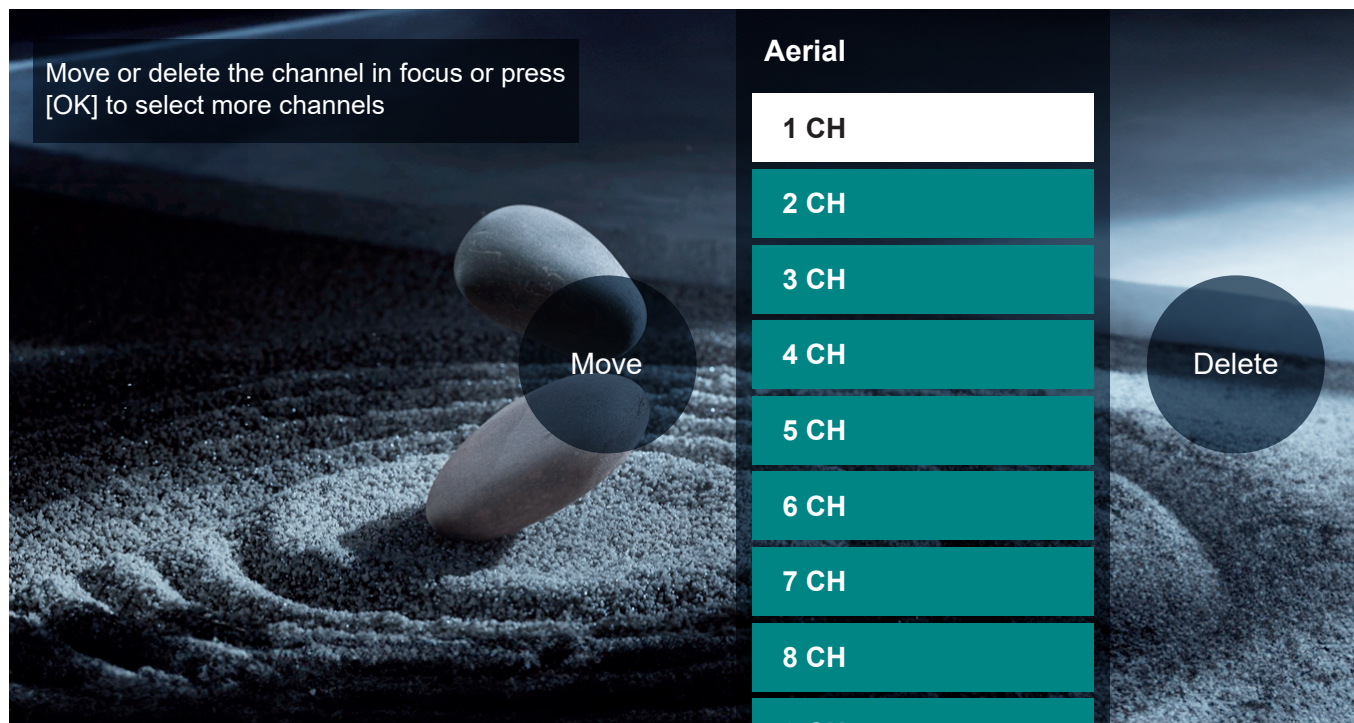 Move or delete the channel in focus or press
[OK] to select more channels
Aerial
1 CH
2 CH
3 CH
4 CH
5 CH
6 CH
7 CH
8 CH
Move
Delete